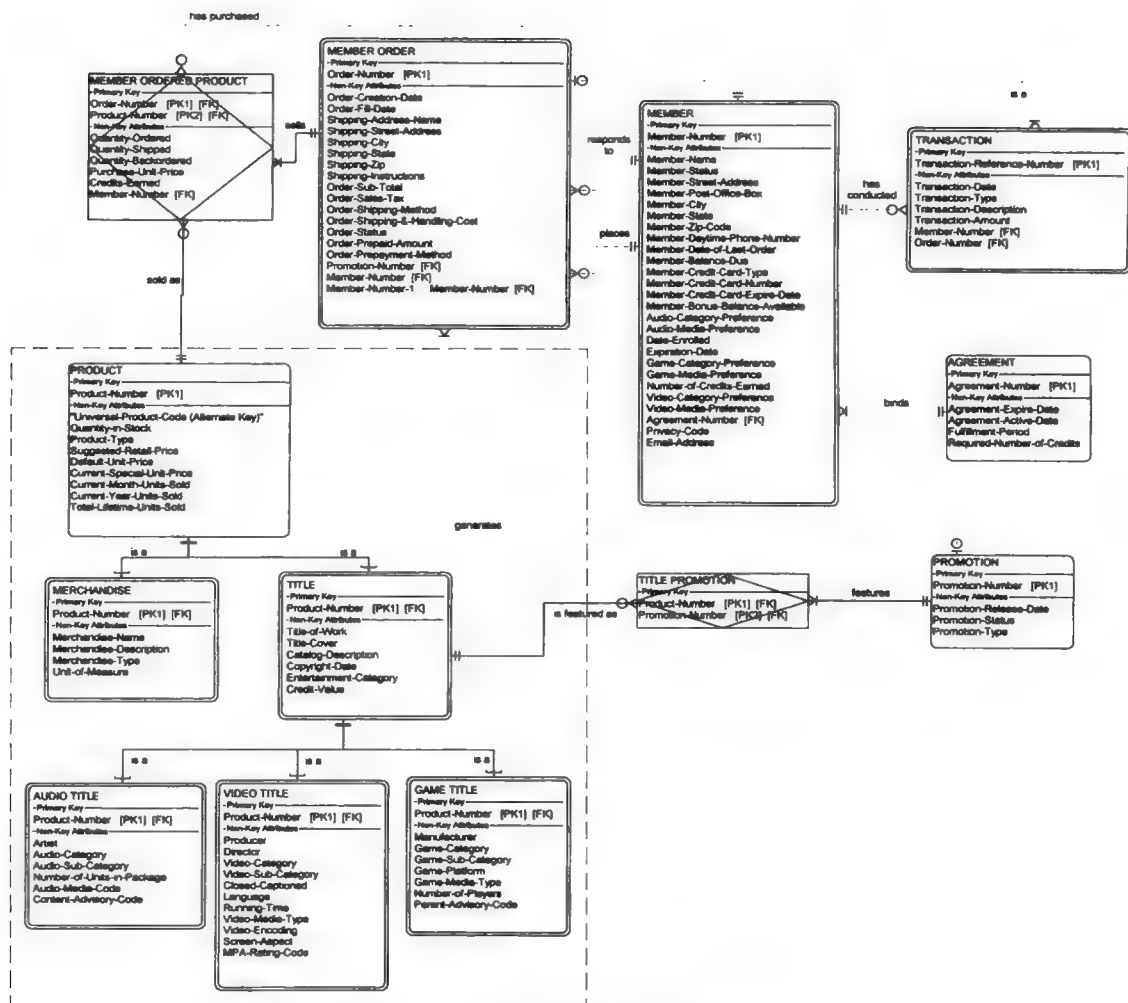 has purchased
MEMBER ORDERED PRODUCT
-Primary Key
Order-Number [PK1] [FK]
Product-Number [PK2] [FK]
-Non-Key Attributes
Quantity-Ordered
Quantity-Shipped
Quantity-Backordered
Purchase-Unit-Price
Credits-Earned
Member-Number [FK]
sells
sold as
MEMBER ORDER
-Primary Key
Order-Number [PK1]
-Non-Key Attributes
Order-Creation-Date
Order-Fill-Date
Shipping-Address-Name
Shipping-Street-Address
Shipping-City
Shipping-State
Shipping-Zip
Shipping-Instructions
Order-Sub-Total
Order-Sales-Tax
Order-Shipping-Method
Order-Shipping-&-Handling-Cost
Order-Status
Order-Prepaid-Amount
Order-Prepayment-Method
Promotion-Number [FK]
Member-Number [FK]
Member-Number-1 Member-Number [FK]
responds
to
places
MEMBER
-Primary Key
Member-Number [PK1]
-Non-Key Attributes
Member-Name
Member-Status
Member-Street-Address
Member-Post-Office-Box
Member-City
Member-State
Member-Zip-Code
Member-Daytime-Phone-Number
Member-Date-of-Last-Order
Member-Balance-Due
Member-Credit-Card-Type
Member-Credit-Card-Number
Member-Credit-Card-Expire-Date
Member-Bonus-Balance-Available
Audio-Category-Preference
Audio-Media-Preference
Date-Enrolled
Expiration-Date
Game-Category-Preference
Game-Media-Preference
Number-of-Credits-Earned
Video-Category-Preference
Video-Media-Preference
Agreement-Number [FK]
Privacy-Code
Email-Address
has
conducted
is a
TRANSACTION
-Primary Key
Transaction-Reference-Number [PK1]
-Non-Key Attributes
Transaction-Date
Transaction-Type
Transaction-Description
Transaction-Amount
Member-Number [FK]
Order-Number [FK]
binds
AGREEMENT
-Primary Key
Agreement-Number [PK1]
-Non-Key Attributes
Agreement-Expire-Date
Agreement-Active-Date
Fulfillment-Period
Required-Number-of-Credits
PRODUCT
-Primary Key
Product-Number [PK1]
-Non-Key Attributes
"Universal-Product-Code (Alternate Key)"
Quantity-in-Stock
Product-Type
Suggested-Retail-Price
Default-Unit-Price
Current-Special-Unit-Price
Current-Month-Units-Sold
Current-Year-Units-Sold
Total-Lifetime-Units-Sold
generates
is a
is a
MERCHANDISE
-Primary Key
Product-Number [PK1] [FK]
-Non-Key Attributes
Merchandise-Name
Merchandise-Description
Merchandise-Type
Unit-of-Measure
TITLE
-Primary Key
Product-Number [PK1] [FK]
-Non-Key Attributes
Title-of-Work
Title-Cover
Catalog-Description
Copyright-Date
Entertainment-Category
Credit-Value
is featured as
TITLE PROMOTION
-Primary Key
Product-Number [PK1] [FK]
Promotion-Number [PK2] [FK]
features
PROMOTION
-Primary Key
Promotion-Number [PK1]
-Non-Key Attributes
Promotion-Release-Date
Promotion-Status
Promotion-Type
is a
is a
is a
AUDIO TITLE
-Primary Key
Product-Number [PK1] [FK]
-Non-Key Attributes
Artist
Audio-Category
Audio-Sub-Category
Number-of-Units-in-Package
Audio-Media-Code
Content-Advisory-Code
VIDEO TITLE
-Primary Key
Product-Number [PK1] [FK]
-Non-Key Attributes
Producer
Director
Video-Category
Video-Sub-Category
Closed-Captioned
Language
Running-Time
Video-Media-Type
Video-Encoding
Screen-Aspect
MPA-Rating-Code
GAME TITLE
-Primary Key
Product-Number [PK1] [FK]
-Non-Key Attributes
Manufacturer
Game-Category
Game-Sub-Category
Game-Platform
Game-Media-Type
Number-of-Players
Parent-Advisory-Code